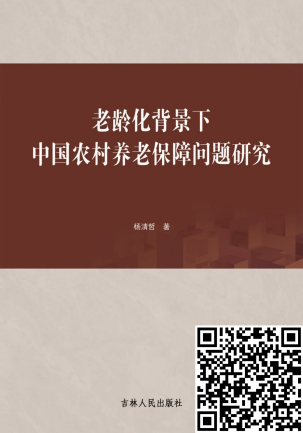 老龄化背景下
中国农村养老保障问题研究
杨清哲 著
吉林人民出版社